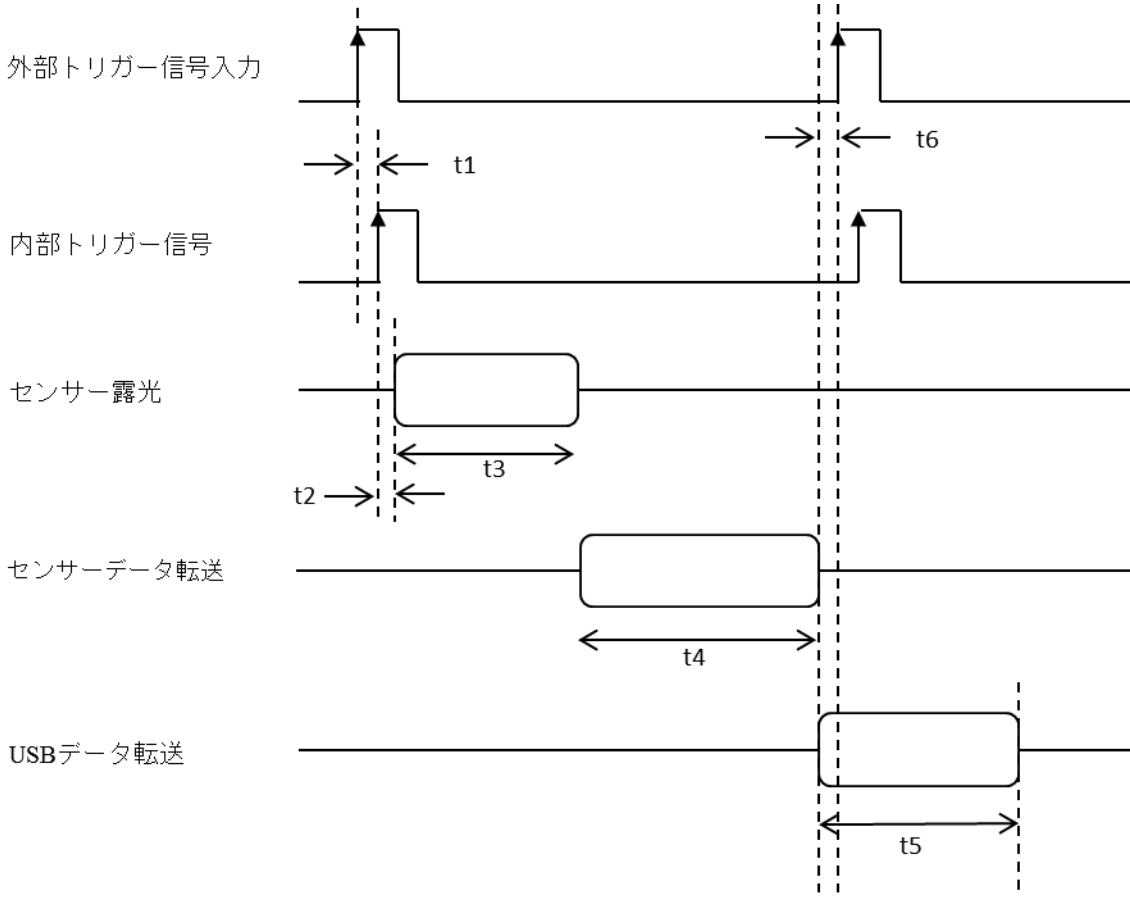 外部トリガー信号入力
t6
t1
内部トリガー信号
センサー露光
t3
t2
センサーデータ転送
t4
USBデータ転送
t5